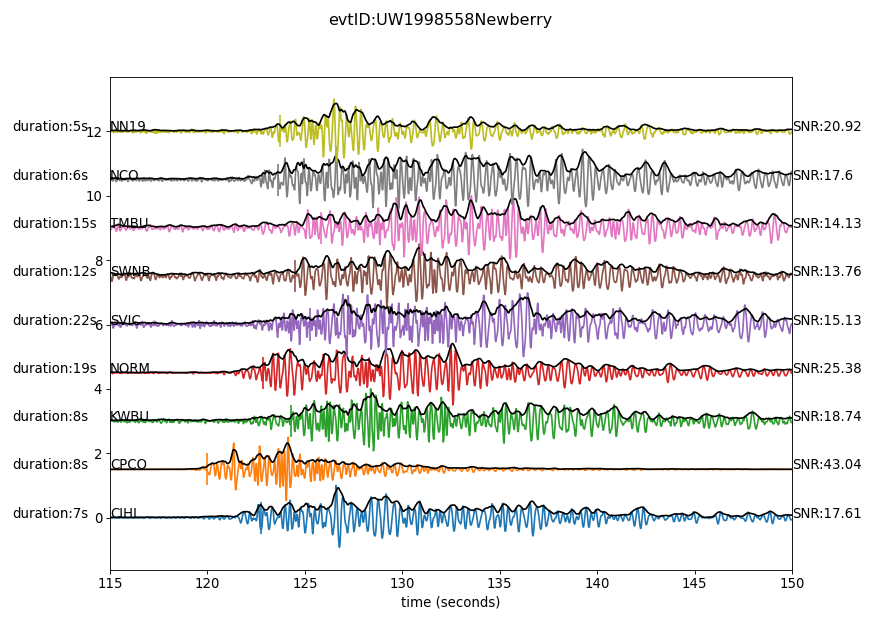 evtID:UW1998558Newberry
duration:5s NN19 SNR:20.92
12
duration:6s NCO SNR:17.6
10
duration:15s TMBU SNR:14.13
8
duration:12s SWNB SNR:13.76
duration:22s SVIC SNR:15.13
6
duration:19s NORM SNR:25.38
4
duration:8s KWBU SNR:18.74
2
duration:8s CPCO SNR:43.04
duration:7s CIHL SNR:17.61
0
115 120 125 130 135 140 145 150
time (seconds)